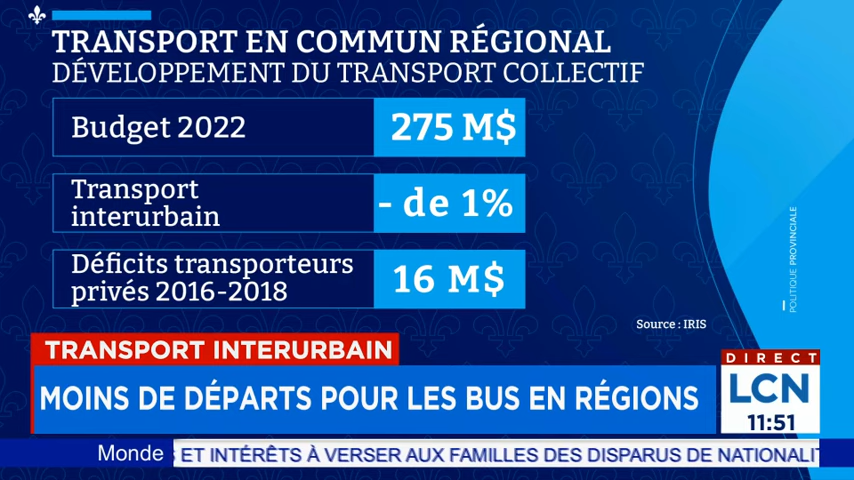 TRANSPORT EN COMMUN RÉGIONAL
DÉVELOPPEMENT DU TRANSPORT COLLECTIF
Budget 2022
275 M$
Transport
interurbain
- de 1%
Déficits transporteurs
privés 2016-2018
16 M$
POLITIQUE PROVINCIALE
Source : IRIS
TRANSPORT INTERURBAIN
MOINS DE DÉPARTS POUR LES BUS EN RÉGIONS
DIRECT
LCN
11:51
Monde
ET INTÉRÊTS À VERSER AUX FAMILLES DES DISPARUS DE NATIONALIT